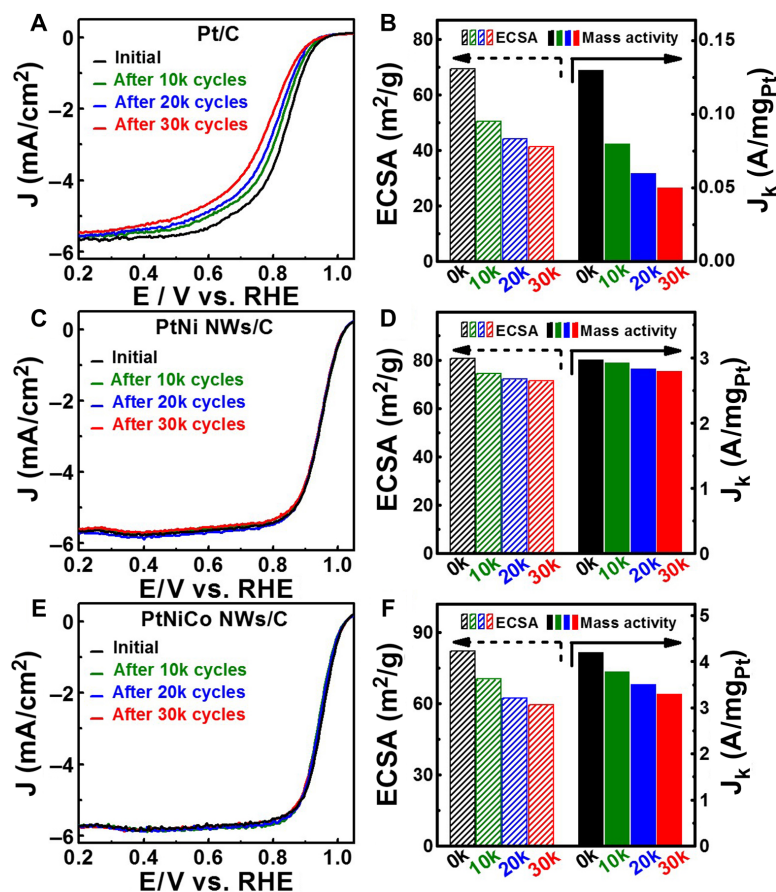 A
Pt/C
Initial
After 10k cycles
After 20k cycles
After 30k cycles
J (mA/cm²)
0
–2
–4
–6
0.2 0.4 0.6 0.8 1.0
E / V vs. RHE
B
ECSA Mass activity
ECSA (m²/g)
80
60
40
20
0
0k 10k 20k 30k 0k 10k 20k 30k
0.15
0.10
0.05
0.00
Jk (A/mgPt)
C
PtNi NWs/C
Initial
After 10k cycles
After 20k cycles
After 30k cycles
J (mA/cm²)
0
–2
–4
–6
0.2 0.4 0.6 0.8 1.0
E/V vs. RHE
D
ECSA Mass activity
ECSA (m²/g)
80
60
40
20
0
0k 10k 20k 30k 0k 10k 20k 30k
3
2
1
0
Jk (A/mgPt)
E
PtNiCo NWs/C
Initial
After 10k cycles
After 20k cycles
After 30k cycles
J (mA/cm²)
0
–2
–4
–6
0.2 0.4 0.6 0.8 1.0
E/V vs. RHE
F
ECSA Mass activity
ECSA (m²/g)
90
60
30
0
0k 10k 20k 30k 0k 10k 20k 30k
5
4
3
2
1
0
Jk (A/mgPt)